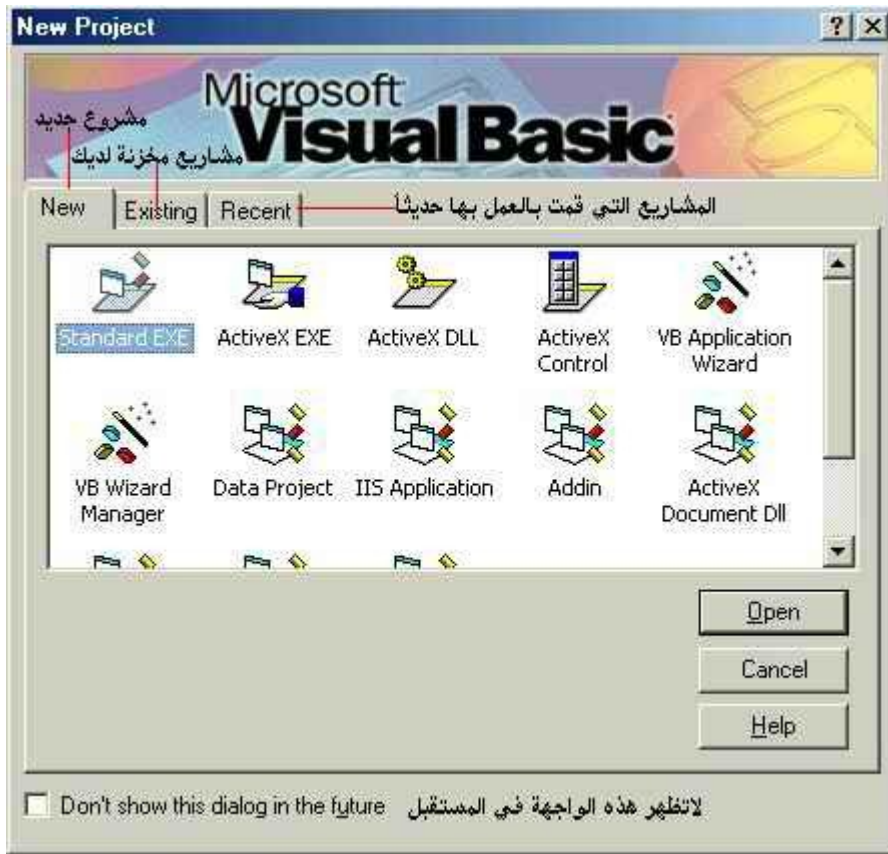 New Project
Microsoft
Visual Basic
مشروع جديد
مشاريع مخزنة لديك
New
Existing
Recent
المشاريع التي قمت بالعمل بها حديثاً
Standard EXE
ActiveX EXE
ActiveX DLL
ActiveX
Control
VB Application
Wizard
VB Wizard
Manager
Data Project
IIS Application
Addin
ActiveX
Document Dll
Open
Cancel
Help
Don't show this dialog in the future
لاتظهر هذه الواجهة في المستقبل